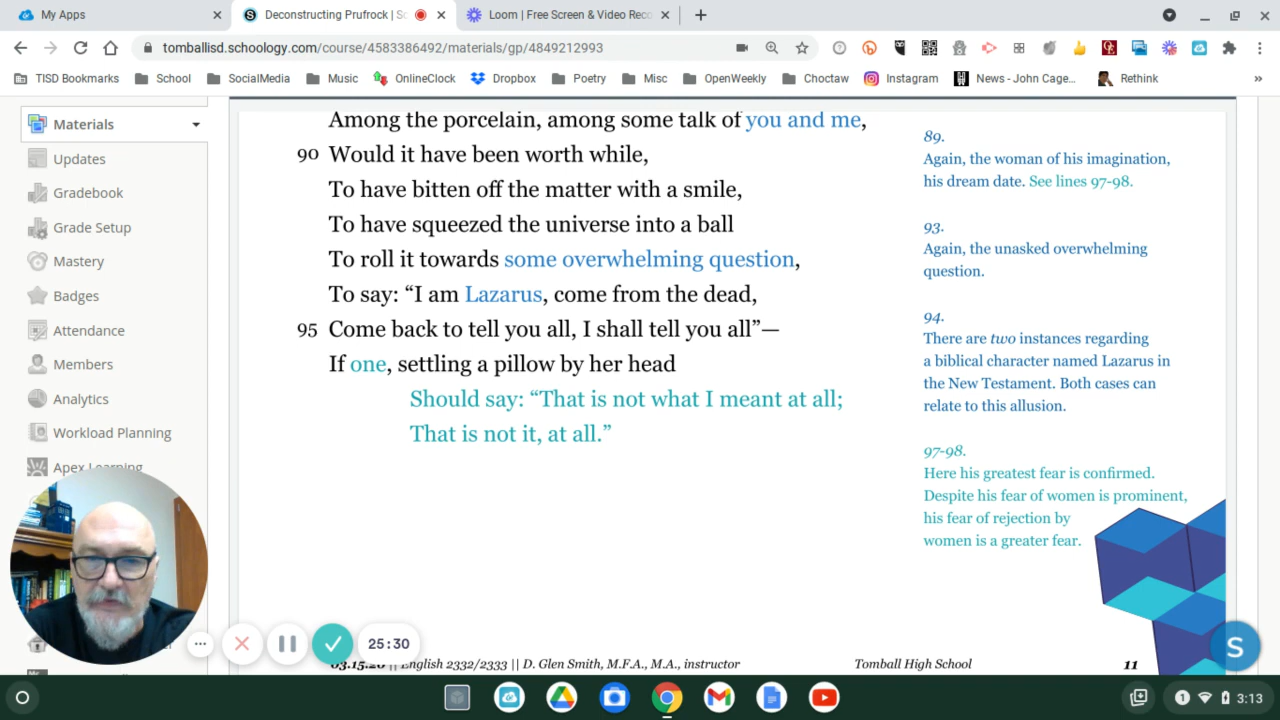 My Apps
Deconstructing Prufrock | Sc
Loom | Free Screen & Video Reco
tomballisd.schoology.com/course/4583386492/materials/gp/4849212993
TISD Bookmarks School SocialMedia Music OnlineClock Dropbox Poetry Misc OpenWeekly Choctaw Instagram News - John Cage... Rethink »
Materials
Updates
Gradebook
Grade Setup
Mastery
Badges
Attendance
Members
Analytics
Workload Planning
Apex Learning
Among the porcelain, among some talk of you and me,
90 Would it have been worth while,
To have bitten off the matter with a smile,
To have squeezed the universe into a ball
To roll it towards some overwhelming question,
To say: “I am Lazarus, come from the dead,
95 Come back to tell you all, I shall tell you all”—
If one, settling a pillow by her head
Should say: “That is not what I meant at all;
That is not it, at all.”
89.
Again, the woman of his imagination,
his dream date. See lines 97-98.
93.
Again, the unasked overwhelming
question.
94.
There are two instances regarding
a biblical character named Lazarus in
the New Testament. Both cases can
relate to this allusion.
97-98.
Here his greatest fear is confirmed.
Despite his fear of women is prominent,
his fear of rejection by
women is a greater fear.
25:30
03.15.20 || English 2332/2333 || D. Glen Smith, M.F.A., M.A., instructor Tomball High School 11
S
1 3:13